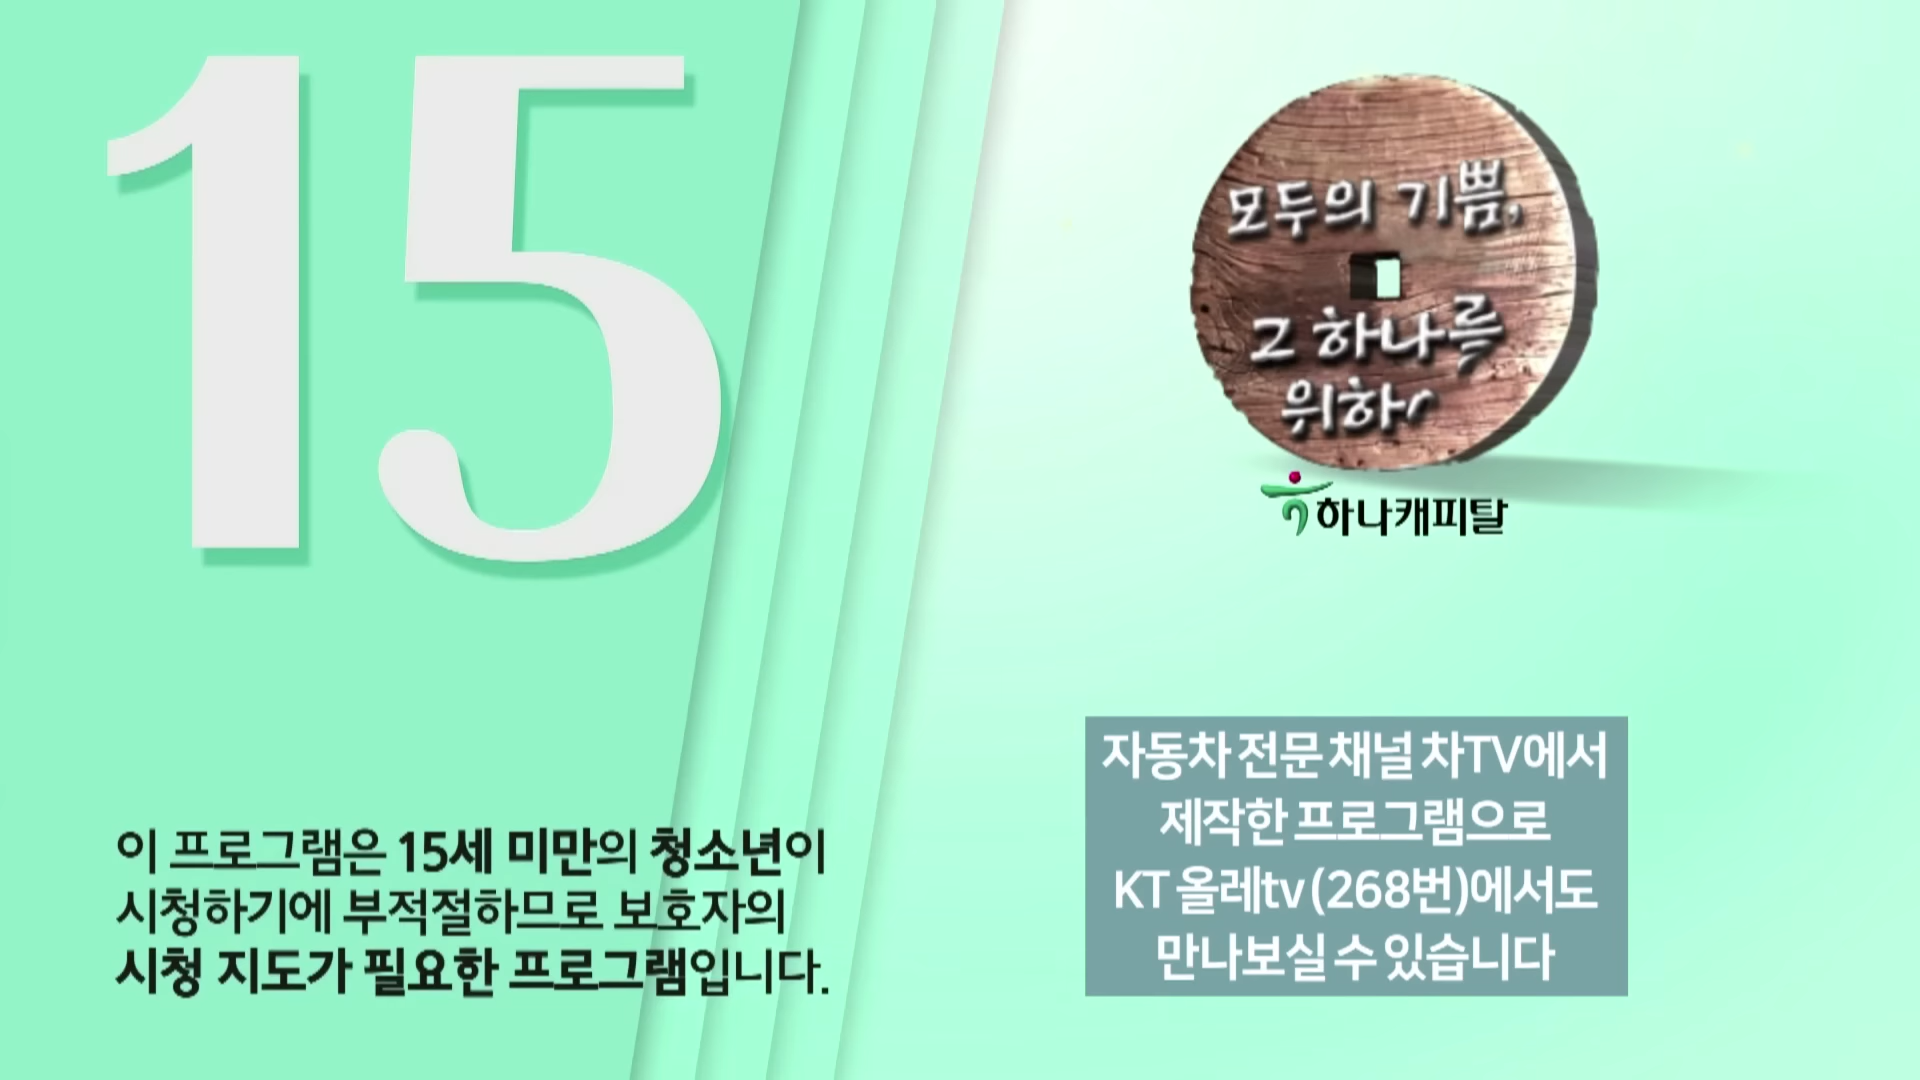 15
모두의 기쁨,
그 하나를
위하
하나캐피탈
이 프로그램은 15세 미만의 청소년이
시청하기에 부적절하므로 보호자의
시청 지도가 필요한 프로그램입니다.
자동차 전문 채널 차TV에서
제작한 프로그램으로
KT 올레tv(268번)에서도
만나보실 수 있습니다